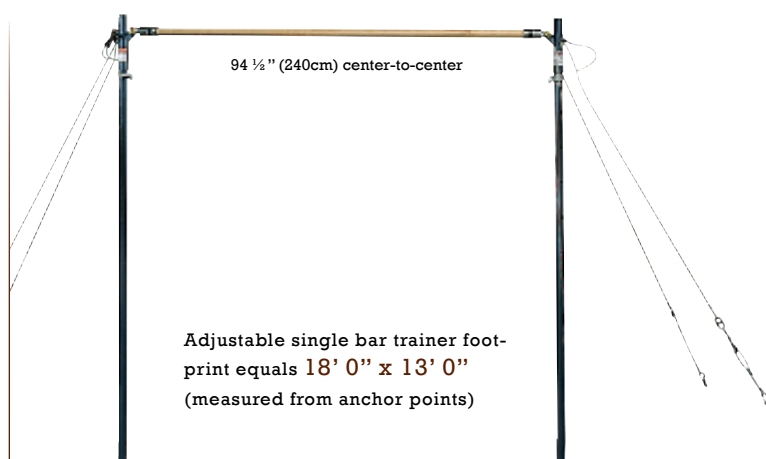 94 ½” (240cm) center-to-center
Adjustable single bar trainer foot-
print equals 18’ 0” x 13’ 0”
(measured from anchor points)